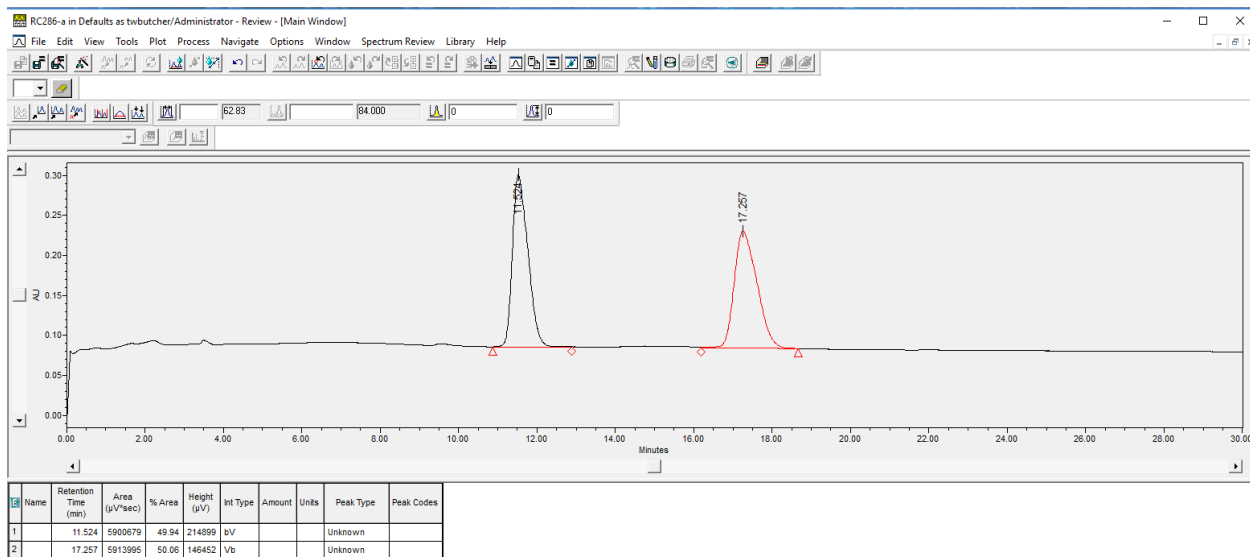 RC286-a in Defaults as twbutcher/Administrator - Review - [Main Window]
File Edit View Tools Plot Process Navigate Options Window Spectrum Review Library Help
62.83 84.000 0 0
0.30
0.25
0.20
0.15
0.10
0.05
0.00
AU
11.524
17.257
0.00 2.00 4.00 6.00 8.00 10.00 12.00 14.00 16.00 18.00 20.00 22.00 24.00 26.00 28.00 30.00
Minutes
Name Retention Time (min) Area (µV*sec) % Area Height (µV) Int Type Amount Units Peak Type Peak Codes
1 11.524 5900679 49.94 214899 bV Unknown
2 17.257 5913995 50.06 146452 Vb Unknown